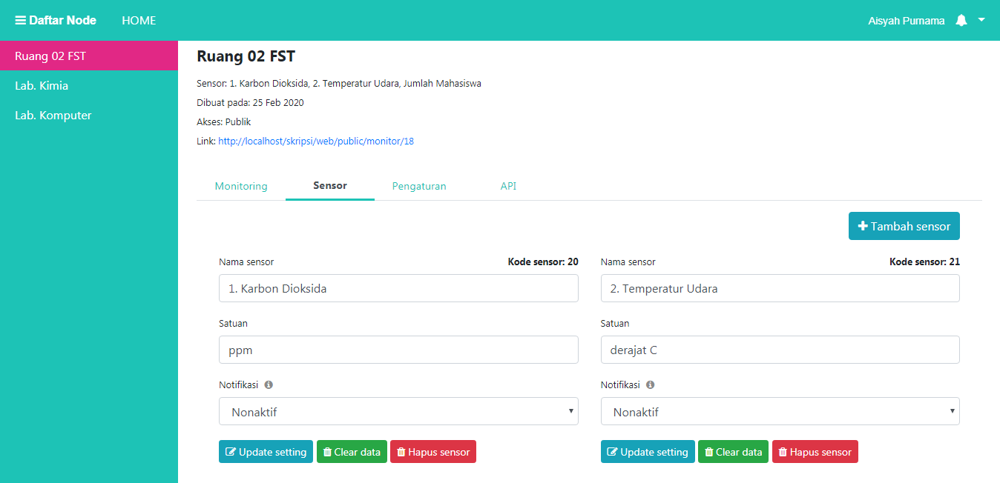 Daftar Node HOME Aisyah Purnama
Ruang 02 FST
Lab. Kimia
Lab. Komputer
Ruang 02 FST
Sensor: 1. Karbon Dioksida, 2. Temperatur Udara, Jumlah Mahasiswa
Dibuat pada: 25 Feb 2020
Akses: Publik
Link: http://localhost/skripsi/web/public/monitor/18
Monitoring Sensor Pengaturan API
Tambah sensor
Nama sensor Kode sensor: 20 Nama sensor Kode sensor: 21
1. Karbon Dioksida 2. Temperatur Udara
Satuan Satuan
ppm derajat C
Notifikasi Notifikasi
Nonaktif Nonaktif
Update setting Clear data Hapus sensor Update setting Clear data Hapus sensor